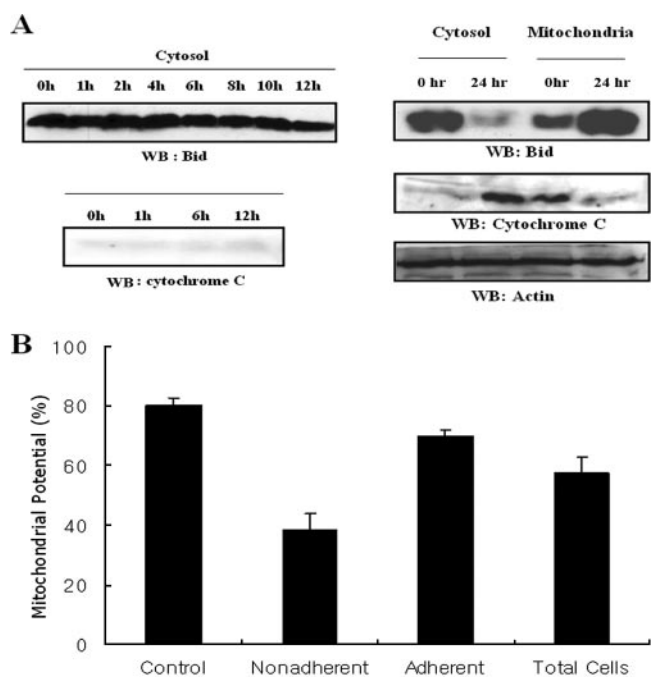 A
Cytosol
0h 1h 2h 4h 6h 8h 10h 12h
WB : Bid
0h 1h 6h 12h
WB : cytochrome C
Cytosol Mitochondria
0 hr 24 hr 0hr 24 hr
WB: Bid
WB: Cytochrome C
WB: Actin
B
Mitochondrial Potential (%)
100
80
60
40
20
0
Control Nonadherent Adherent Total Cells